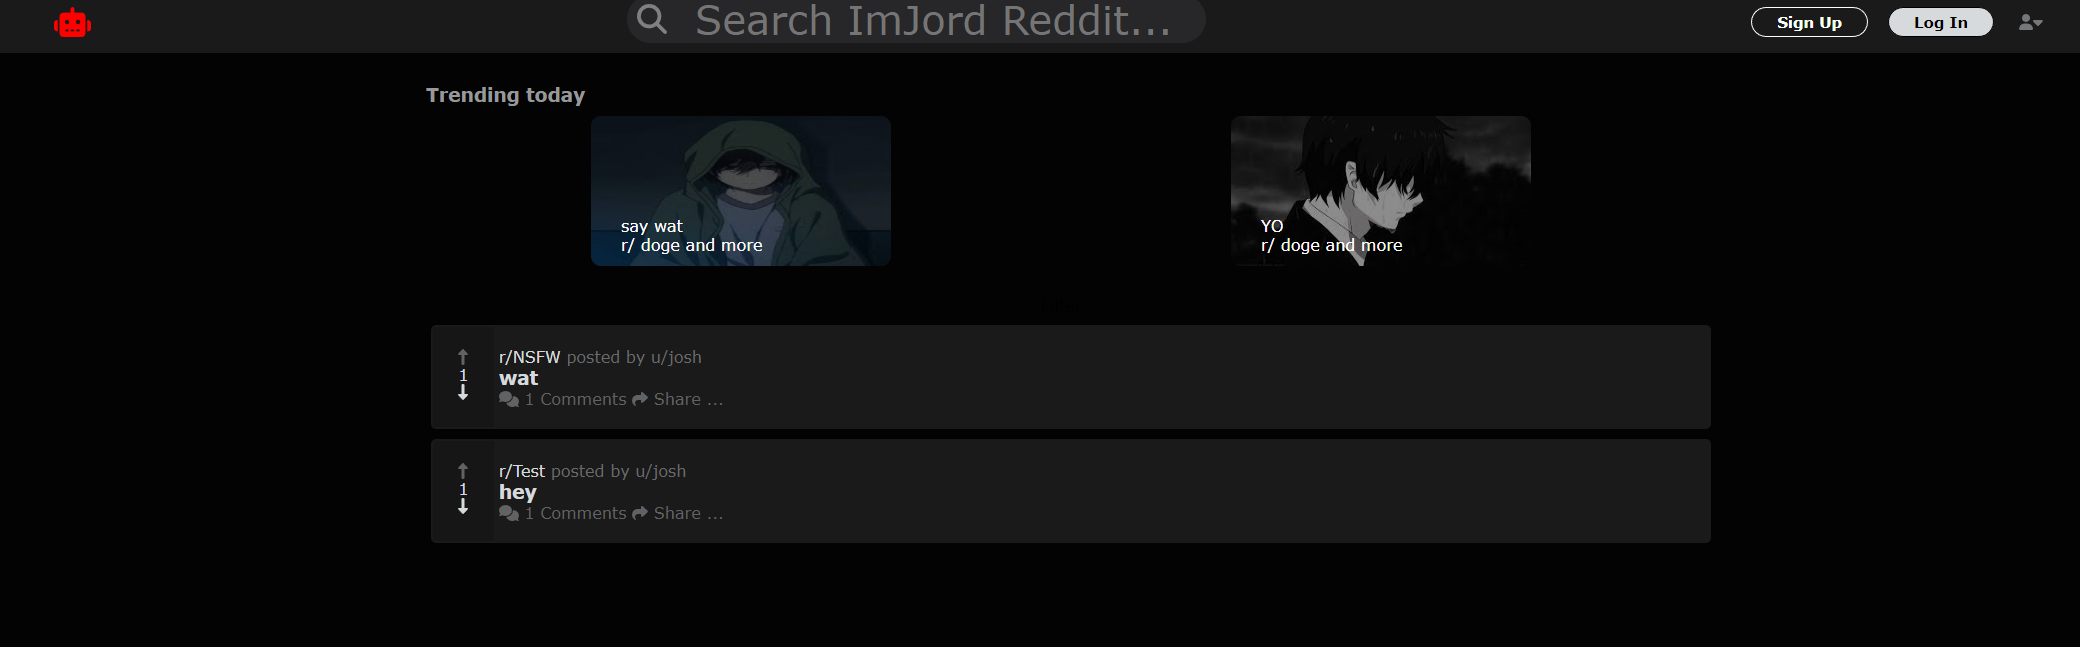 Search ImJord Reddit...
Sign Up
Log In
Trending today
say wat
r/ doge and more
YO
r/ doge and more
r/NSFW posted by u/josh
1
wat
1 Comments Share ...
r/Test posted by u/josh
1
hey
1 Comments Share ...